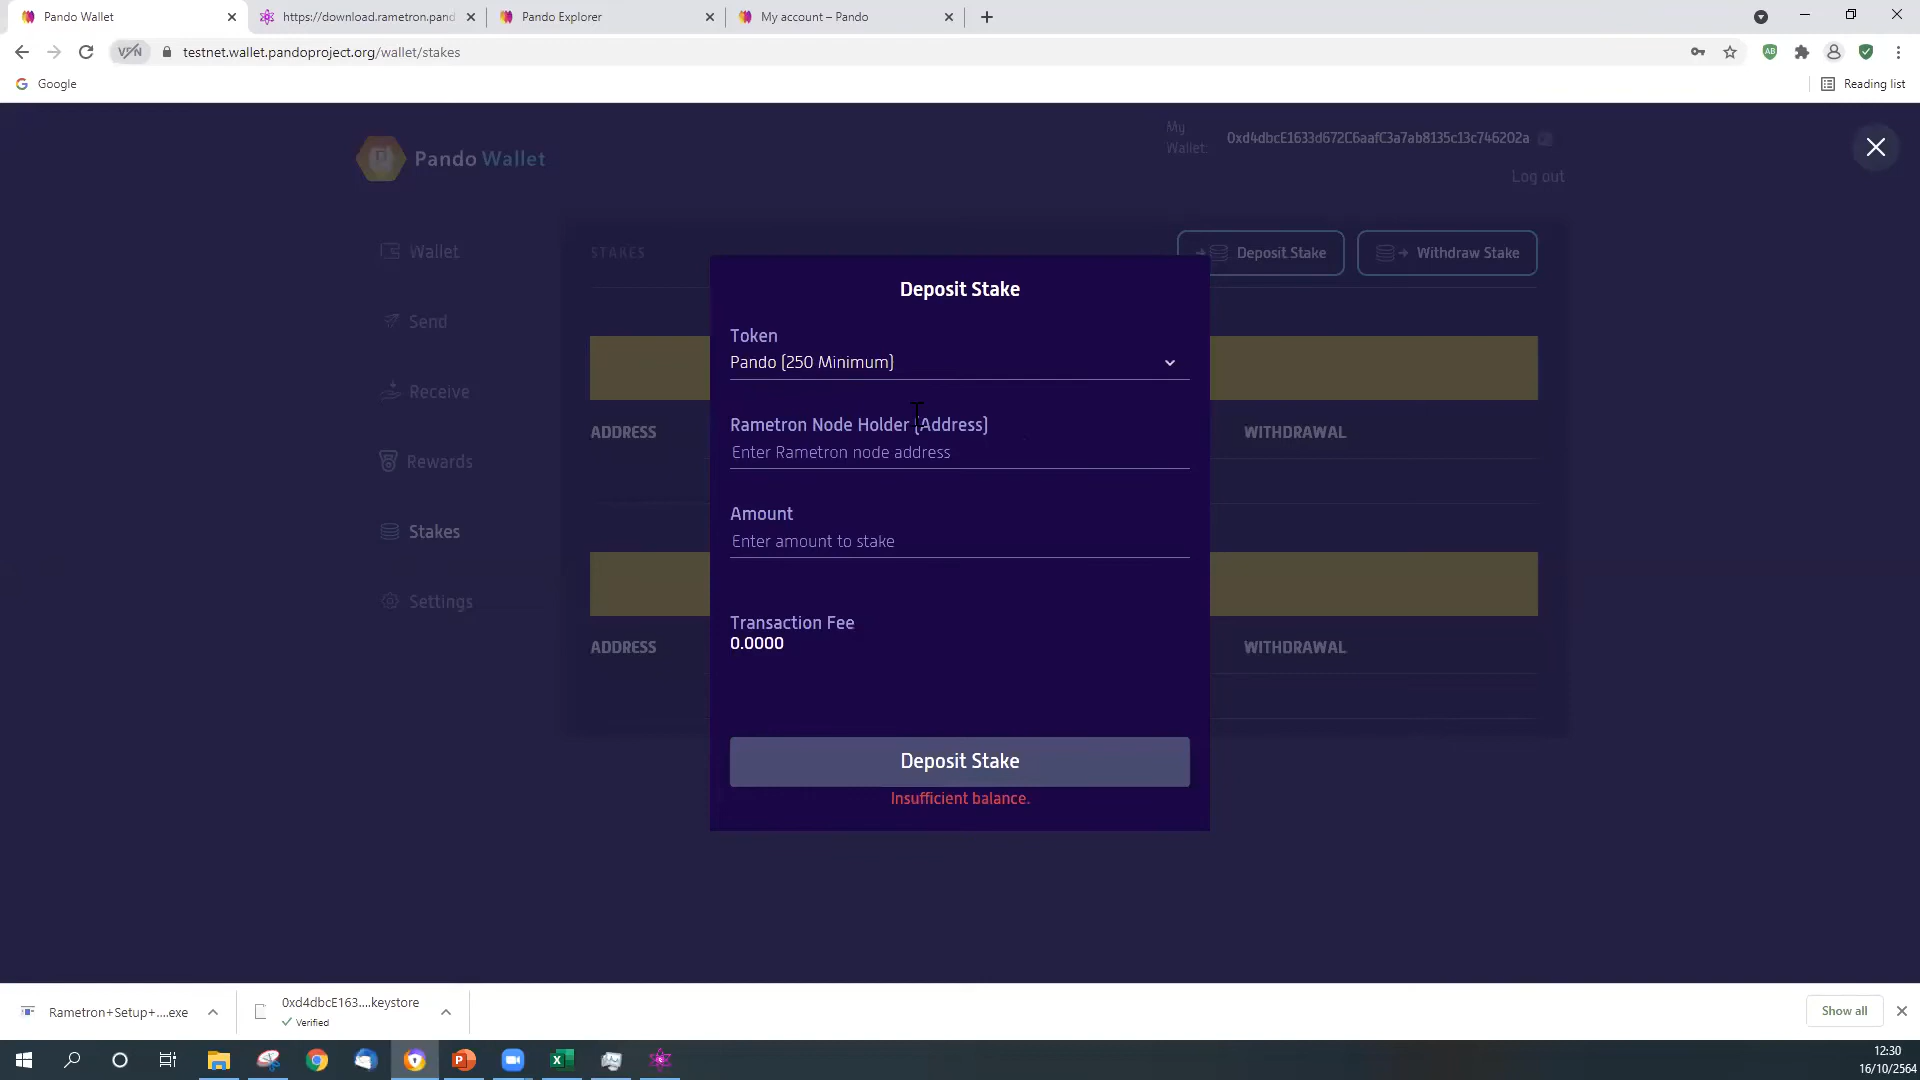 Pando Wallet
https://download.rametron.pand
Pando Explorer
My account – Pando
VPN
testnet.wallet.pandoproject.org/wallet/stakes
Google
Reading list
Pando Wallet
My Wallet:
0xd4dbcE1633d672C6aafC3a7ab8135c13c746202a
Log out
Wallet
Send
Receive
Rewards
Stakes
Settings
STAKES
Deposit Stake
Withdraw Stake
ADDRESS
WITHDRAWAL
ADDRESS
WITHDRAWAL
Deposit Stake
Token
Pando (250 Minimum)
Rametron Node Holder (Address)
Enter Rametron node address
Amount
Enter amount to stake
Transaction Fee
0.0000
Deposit Stake
Insufficient balance.
Rametron+Setup+....exe
0xd4dbcE163....keystore
Verified
Show all
12:30
16/10/2564